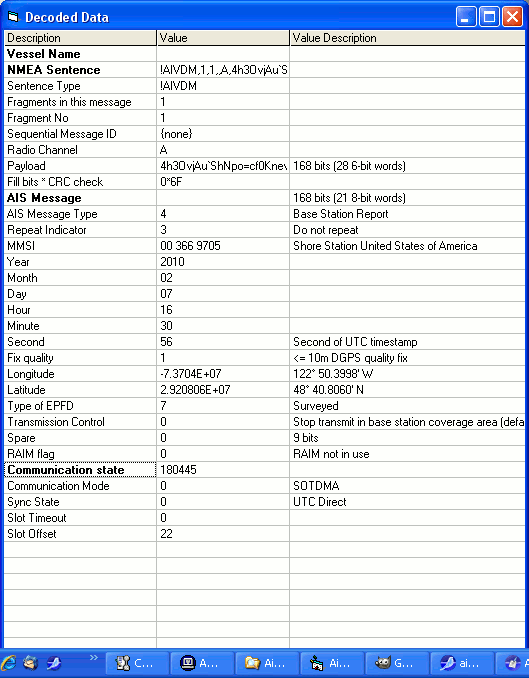 Decoded Data
Description Value Value Description
Vessel Name
NMEA Sentence !AIVDM,1,1,,A,4h3OvjAu`S
Sentence Type !AIVDM
Fragments in this message 1
Fragment No 1
Sequential Message ID {none}
Radio Channel A
Payload 4h3OvjAu`ShNpo=cf0Knev 168 bits (28 6-bit words)
Fill bits * CRC check 0*6F
AIS Message 168 bits (21 8-bit words)
AIS Message Type 4 Base Station Report
Repeat Indicator 3 Do not repeat
MMSI 00 366 9705 Shore Station United States of America
Year 2010
Month 02
Day 07
Hour 16
Minute 30
Second 56 Second of UTC timestamp
Fix quality 1 <= 10m DGPS quality fix
Longitude -7.3704E+07 122° 50.3998' W
Latitude 2.920806E+07 48° 40.8060' N
Type of EPFD 7 Surveyed
Transmission Control 0 Stop transmit in base station coverage area (defa
Spare 0 9 bits
RAIM flag 0 RAIM not in use
Communication state 180445
Communication Mode 0 SOTDMA
Sync State 0 UTC Direct
Slot Timeout 0
Slot Offset 22
» C... A... Ai... Ai... G... ai... A